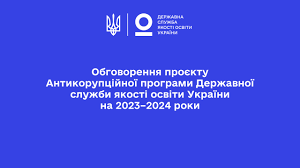 ДЕРЖАВНА
СЛУЖБА
ЯКОСТІ ОСВІТИ
УКРАЇНИ
Обговорення проєкту
Антикорупційної програми Державної
служби якості освіти України
на 2023–2024 роки